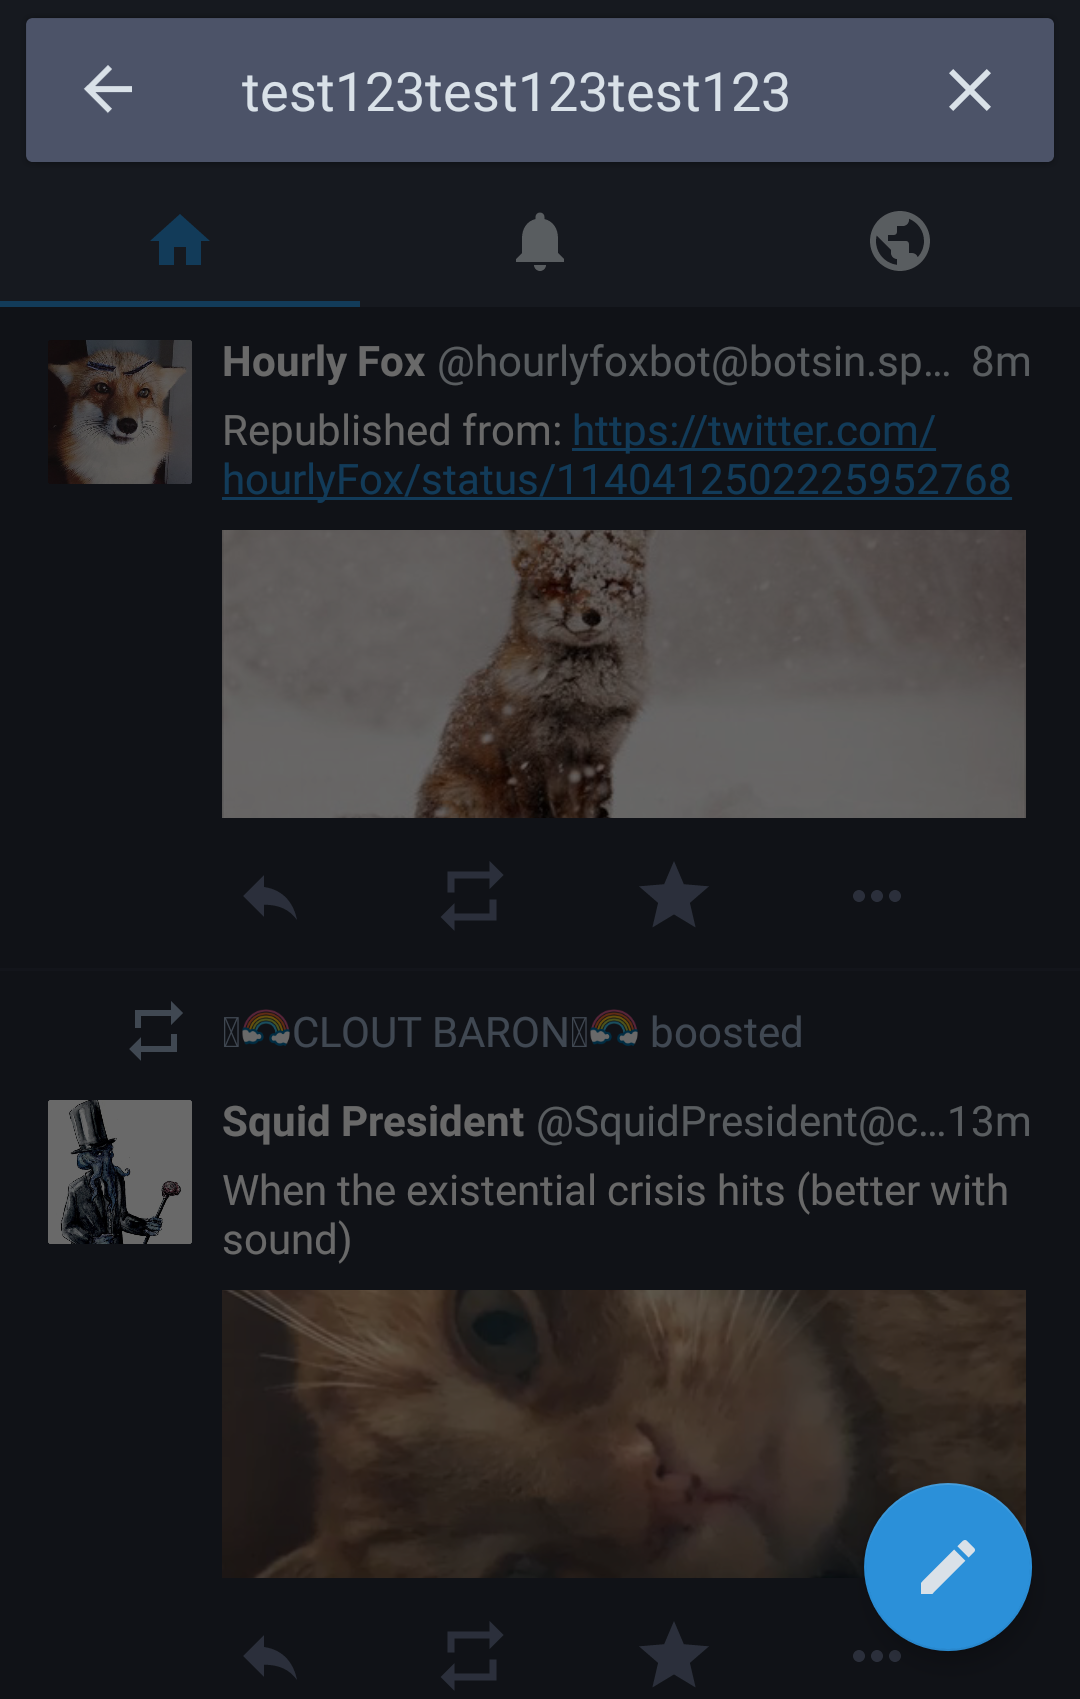 test123test123test123
Hourly Fox @hourlyfoxbot@botsin.sp... 8m
Republished from: https://twitter.com/
hourlyFox/status/1140412502225952768
🌈CLOUT BARON🌈 boosted
Squid President @SquidPresident@c...13m
When the existential crisis hits (better with
sound)